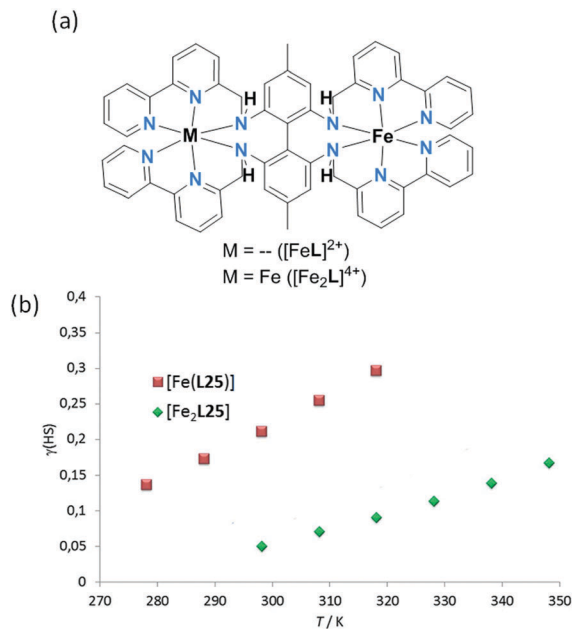 (a)
H H
N N N N
N N N N
M Fe
N N N N
N N N N
H H
M = -- ([FeL]²⁺)
M = Fe ([Fe₂L]⁴⁺)
(b)
0,4
0,35
0,3
0,25
0,2
0,15
0,1
0,05
0
γ(HS)
[Fe(L25)]
[Fe₂L25]
270 280 290 300 310 320 330 340 350
T / K